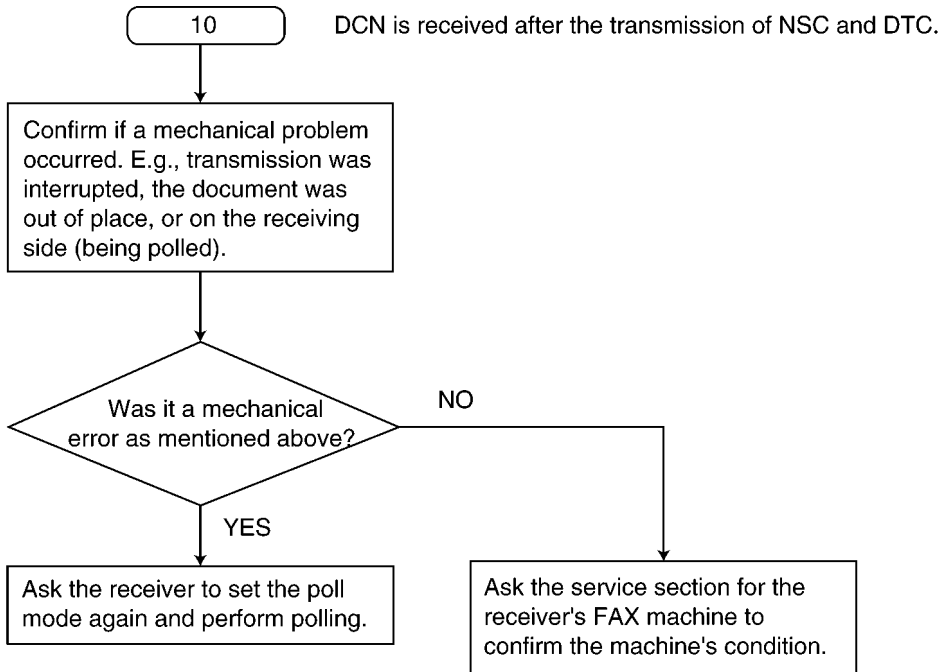 10
DCN is received after the transmission of NSC and DTC.
Confirm if a mechanical problem
occurred. E.g., transmission was
interrupted, the document was
out of place, or on the receiving
side (being polled).
Was it a mechanical
error as mentioned above?
NO
YES
Ask the receiver to set the poll
mode again and perform polling.
Ask the service section for the
receiver's FAX machine to
confirm the machine's condition.